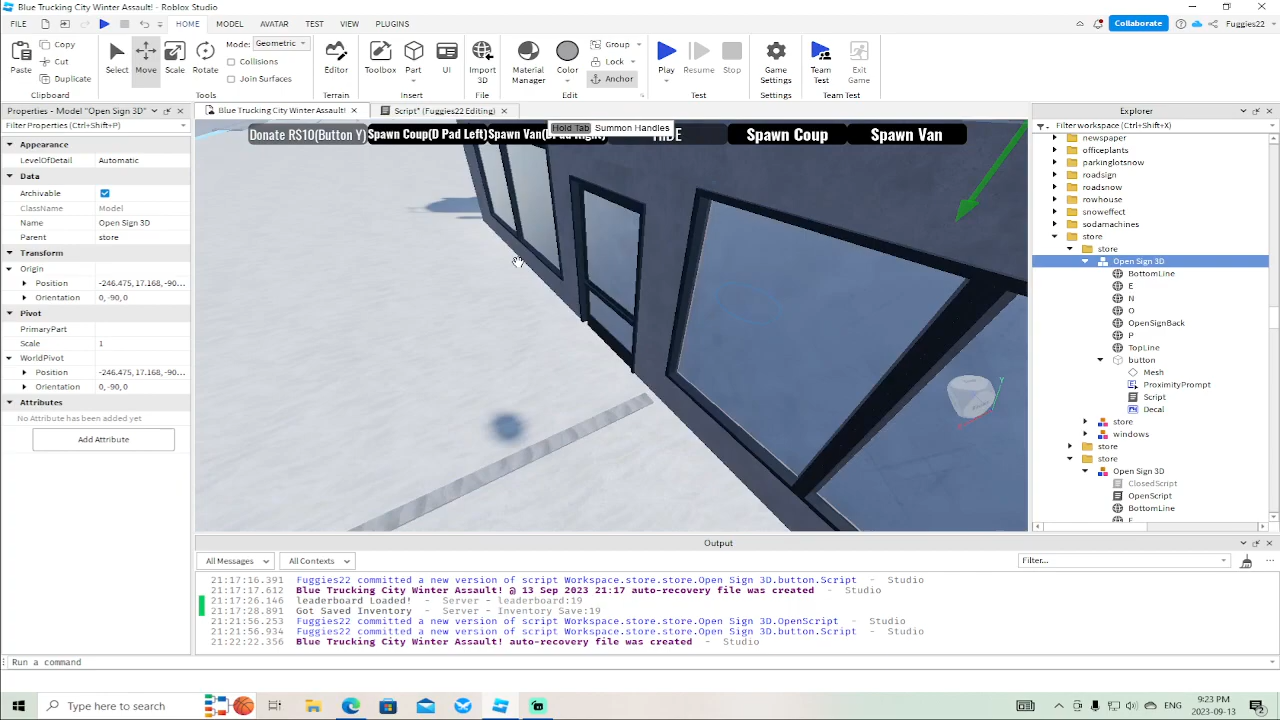 Blue Trucking City Winter Assault! - Roblox Studio
FILE MODEL AVATAR TEST VIEW PLUGINS HOME Collaborate Fuggies22
Copy Cut Duplicate Paste Clipboard
Select Move Scale Rotate Mode: Geometric Collisions Join Surfaces Tools
Editor Terrain
Toolbox Part UI Insert
Import 3D File
Material Manager Color Group Lock Anchor Edit
Play Resume Stop Test
Game Settings Settings
Team Test Exit Game Team Test
Properties - Model "Open Sign 3D"
Filter Properties (Ctrl+Shift+P)
Appearance
LevelOfDetail Automatic
Data
Archivable
ClassName Model
Name Open Sign 3D
Parent store
Transform
Origin
Position -246.475, 17.168, -90...
Orientation 0, -90, 0
Pivot
PrimaryPart
Scale 1
WorldPivot
Position -246.475, 17.168, -90...
Orientation 0, -90, 0
Attributes
No Attribute has been added yet
Add Attribute
Blue Trucking City Winter Assault! Script* (Fuggies22 Editing)
Hold Tab Summon Handles
Donate RS10(Button Y) Spawn Coup(D Pad Left) Spawn Coup Spawn Van
Explorer
Filter workspace (Ctrl+Shift+X)
newspaper
officeplants
parkinglotsnow
roadsign
roadsnow
rowhouse
snoweffect
sodamachines
store
store
Open Sign 3D
BottomLine
E
N
O
OpenSignBack
P
TopLine
button
Mesh
ProximityPrompt
Script
Decal
store
windows
store
store
Open Sign 3D
ClosedScript
OpenScript
BottomLine
Output
All Messages All Contexts Filter...
21:17:16.391 Fuggies22 committed a new version of script Workspace.store.store.Open Sign 3D.button.Script - Studio
21:17:17.612 Blue Trucking City Winter Assault! @ 13 Sep 2023 21:17 auto-recovery file was created - Studio
21:17:26.146 leaderboard Loaded! - Server - leaderboard:19
21:17:28.891 Got Saved Inventory - Server - Inventory Save:19
21:21:56.253 Fuggies22 committed a new version of script Workspace.store.store.Open Sign 3D.OpenScript - Studio
21:21:56.934 Fuggies22 committed a new version of script Workspace.store.store.Open Sign 3D.button.Script - Studio
21:22:22.356 Blue Trucking City Winter Assault! auto-recovery file was created - Studio
Run a command
Type here to search
ENG 9:23 PM
2023-09-13